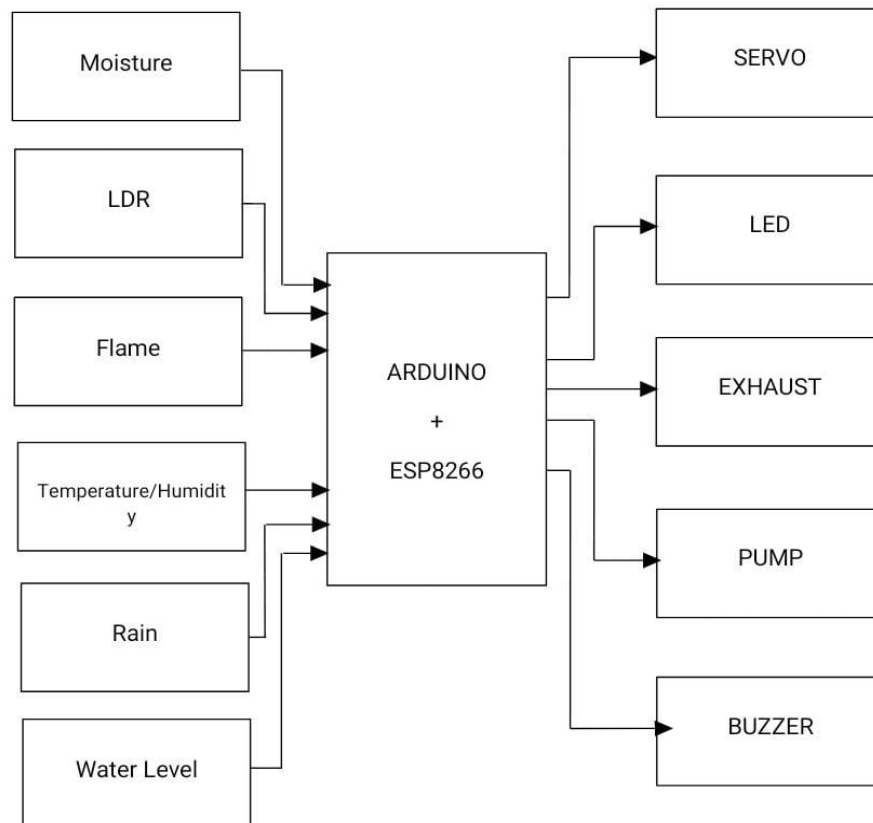 Moisture
LDR
Flame
Temperature/Humidit
y
Rain
Water Level
ARDUINO
+
ESP8266
SERVO
LED
EXHAUST
PUMP
BUZZER